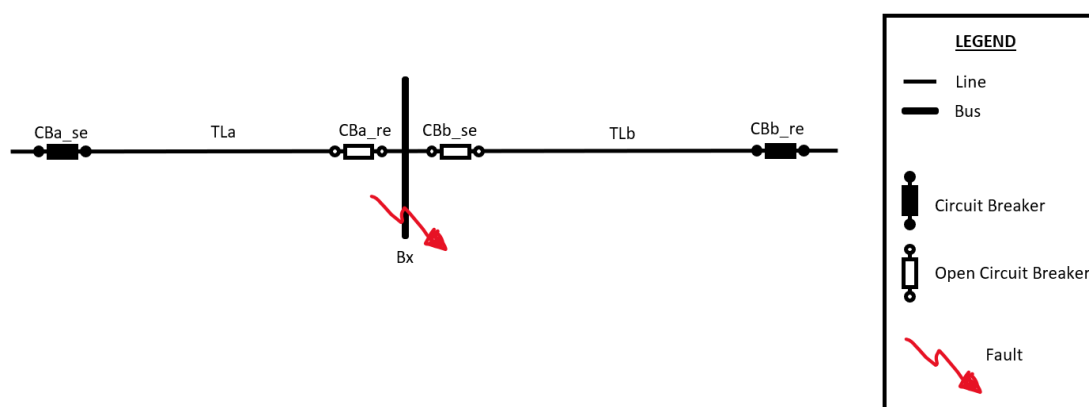 LEGEND
Line
Bus
CBa_se
TLa
CBa_re
CBb_se
TLb
CBb_re
Bx
Circuit Breaker
Open Circuit Breaker
Fault